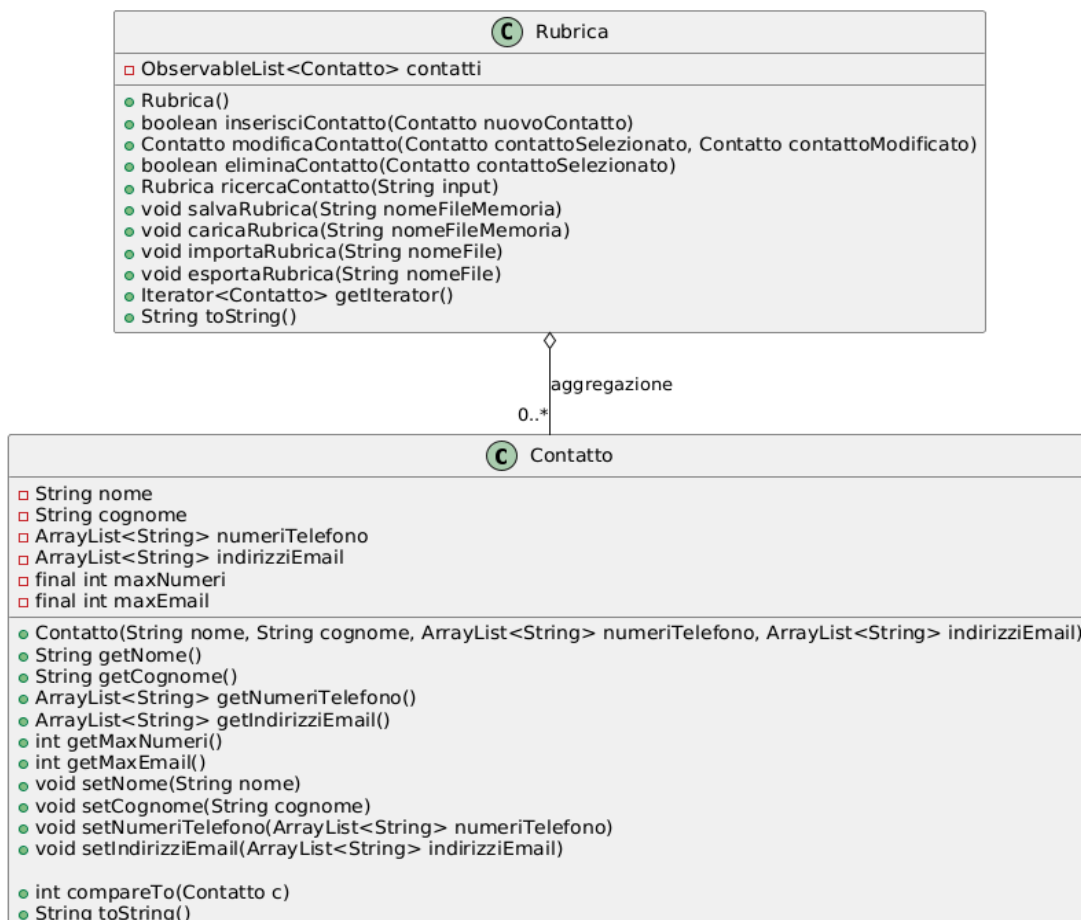 C Rubrica
ObservableList<Contatto> contatti
Rubrica()
boolean inserisciContatto(Contatto nuovoContatto)
Contatto modificaContatto(Contatto contattoSelezionato, Contatto contattoModificato)
boolean eliminaContatto(Contatto contattoSelezionato)
Rubrica ricercaContatto(String input)
void salvaRubrica(String nomeFileMemoria)
void caricaRubrica(String nomeFileMemoria)
void importaRubrica(String nomeFile)
void esportaRubrica(String nomeFile)
Iterator<Contatto> getIterator()
String toString()
aggregazione
0..*
C Contatto
String nome
String cognome
ArrayList<String> numeriTelefono
ArrayList<String> indirizziEmail
final int maxNumeri
final int maxEmail
Contatto(String nome, String cognome, ArrayList<String> numeriTelefono, ArrayList<String> indirizziEmail)
String getNome()
String getCognome()
ArrayList<String> getNumeriTelefono()
ArrayList<String> getIndirizziEmail()
int getMaxNumeri()
int getMaxEmail()
void setNome(String nome)
void setCognome(String cognome)
void setNumeriTelefono(ArrayList<String> numeriTelefono)
void setIndirizziEmail(ArrayList<String> indirizziEmail)
int compareTo(Contatto c)
String toString()